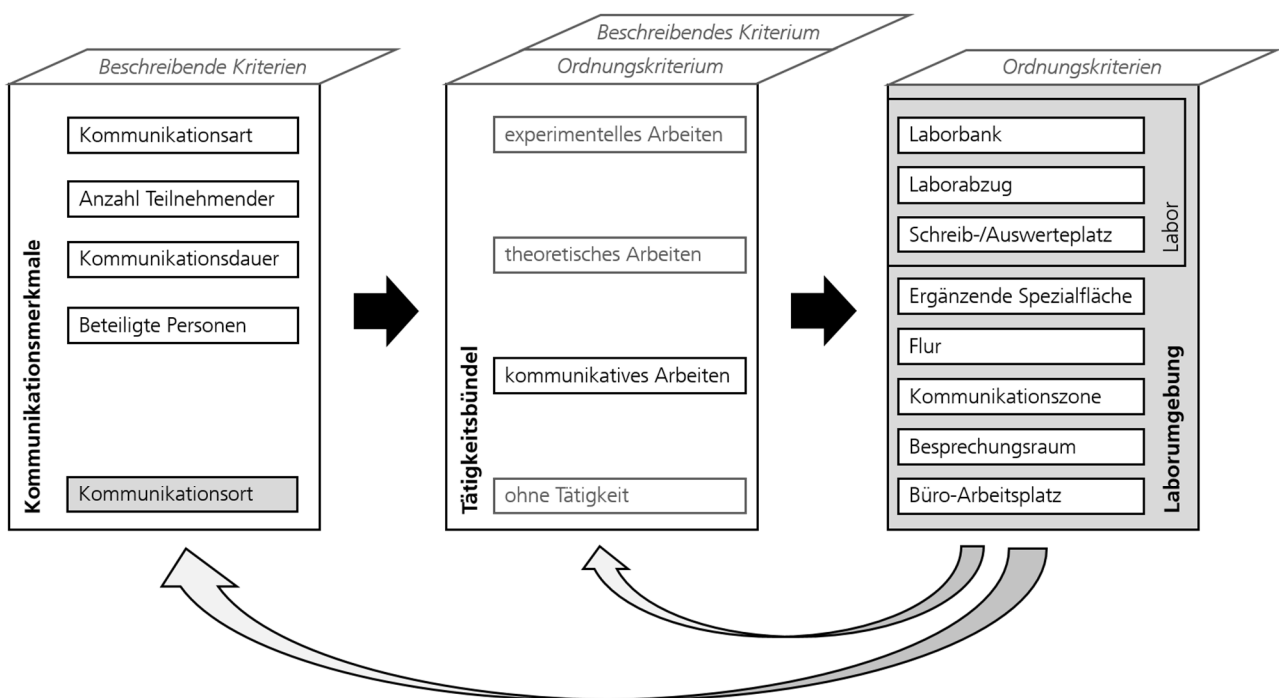 Beschreibende Kriterien
Kommunikationsmerkmale
Kommunikationsart
Anzahl Teilnehmender
Kommunikationsdauer
Beteiligte Personen
Kommunikationsort
Beschreibendes Kriterium
Ordnungskriterium
Tätigkeitsbündel
experimentelles Arbeiten
theoretisches Arbeiten
kommunikatives Arbeiten
ohne Tätigkeit
Ordnungskriterien
Laborbank
Laborabzug
Schreib-/Auswerteplatz
Labor
Ergänzende Spezialfläche
Flur
Kommunikationszone
Besprechungsraum
Büro-Arbeitsplatz
Laborumgebung